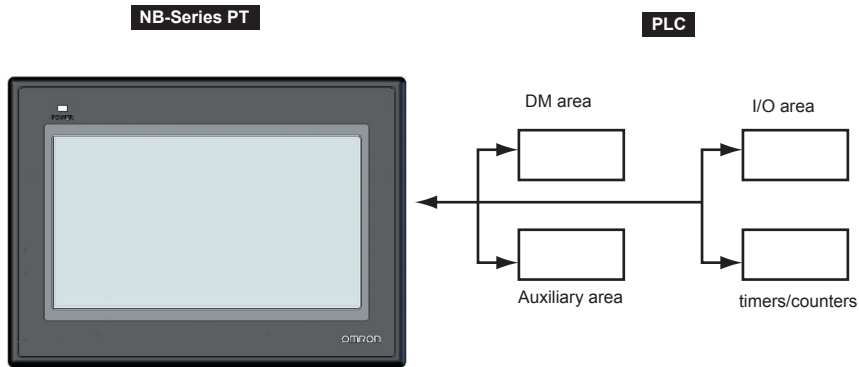 NB-Series PT
PLC
POWER
DM area
I/O area
Auxiliary area
timers/counters
OMRON